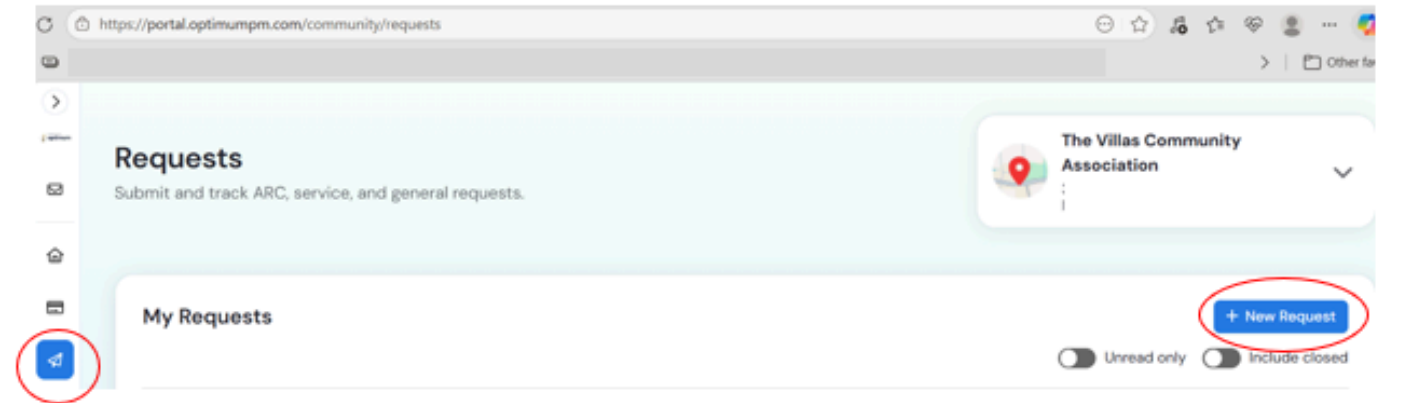 https://portal.optimumpm.com/community/requests
Other fa
Requests
Submit and track ARC, service, and general requests.
The Villas Community
Association
My Requests
+ New Request
Unread only Include closed